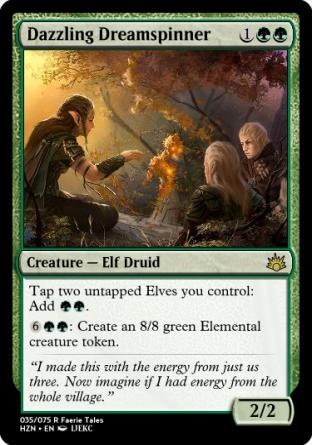 Dazzling Dreamspinner 1
Creature — Elf Druid
Tap two untapped Elves you control:
Add .
6: Create an 8/8 green Elemental
creature token.
“I made this with the energy from just us
three. Now imagine if I had energy from the
whole village.”
2/2
035/075 R Faerie Tales
HZN • EN LIEKC